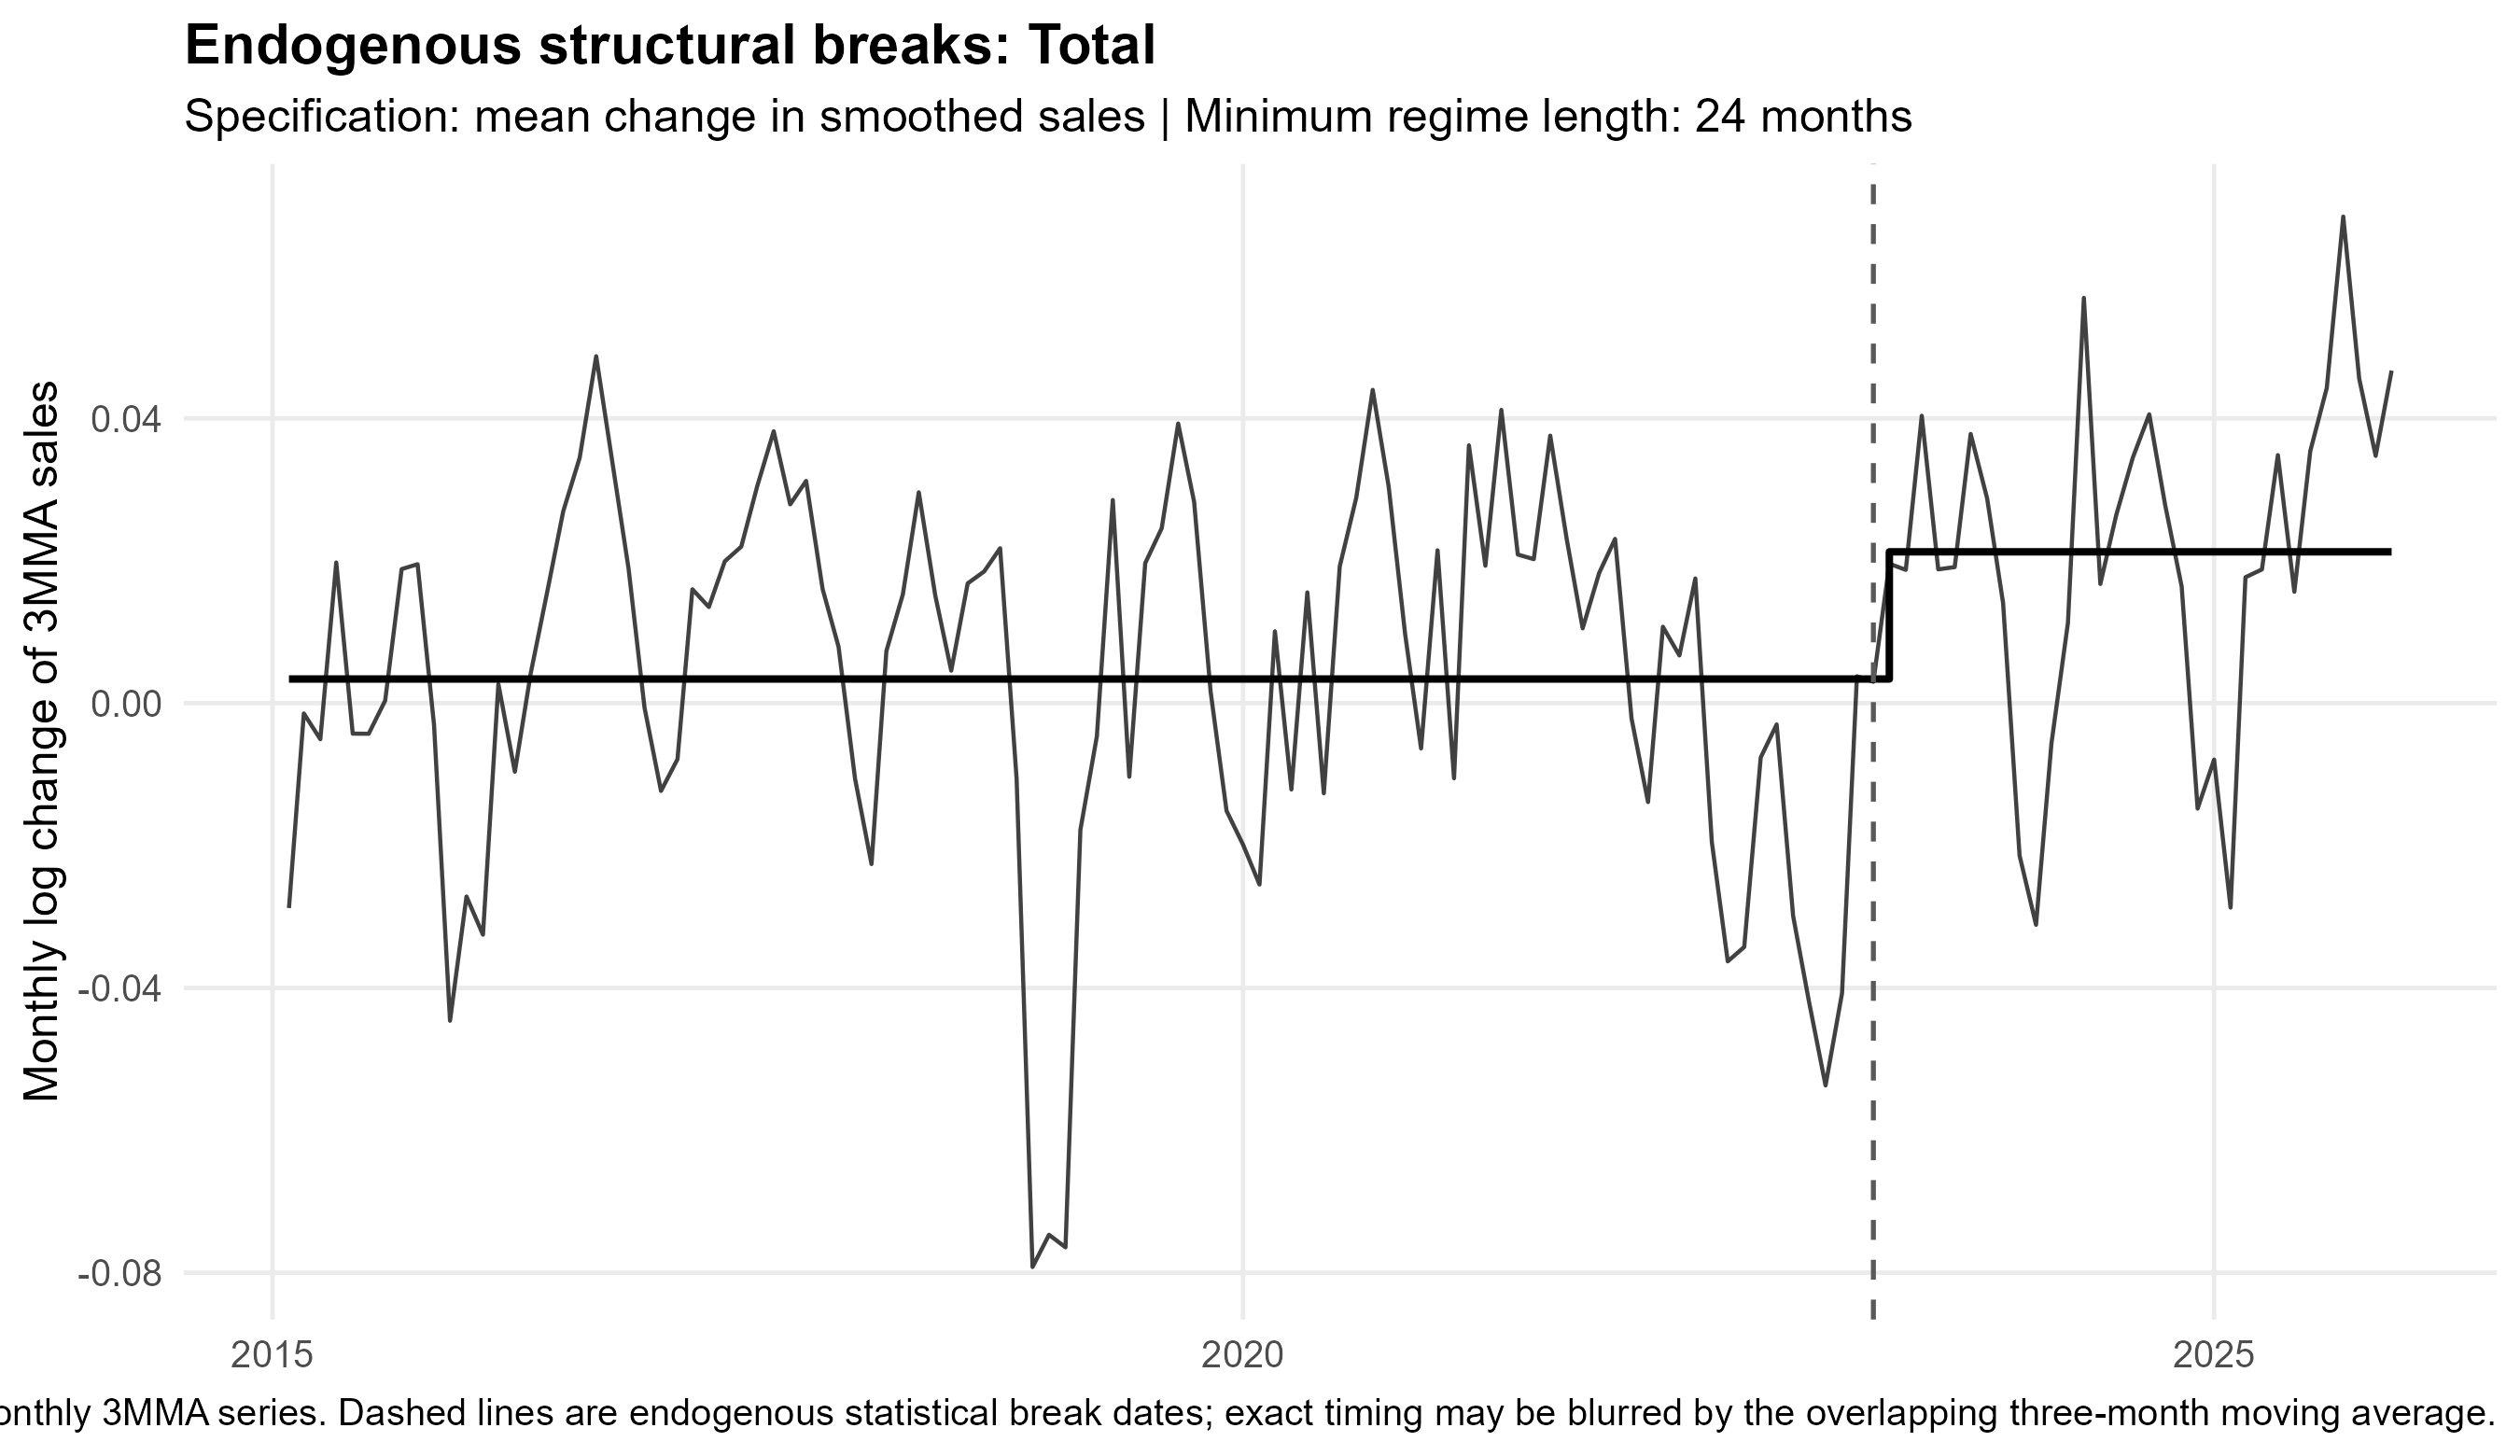 Endogenous structural breaks: Total
Specification: mean change in smoothed sales | Minimum regime length: 24 months
Monthly log change of 3MMA sales
0.04
0.00
-0.04
-0.08
2015
2020
2025
onthly 3MMA series. Dashed lines are endogenous statistical break dates; exact timing may be blurred by the overlapping three-month moving average.